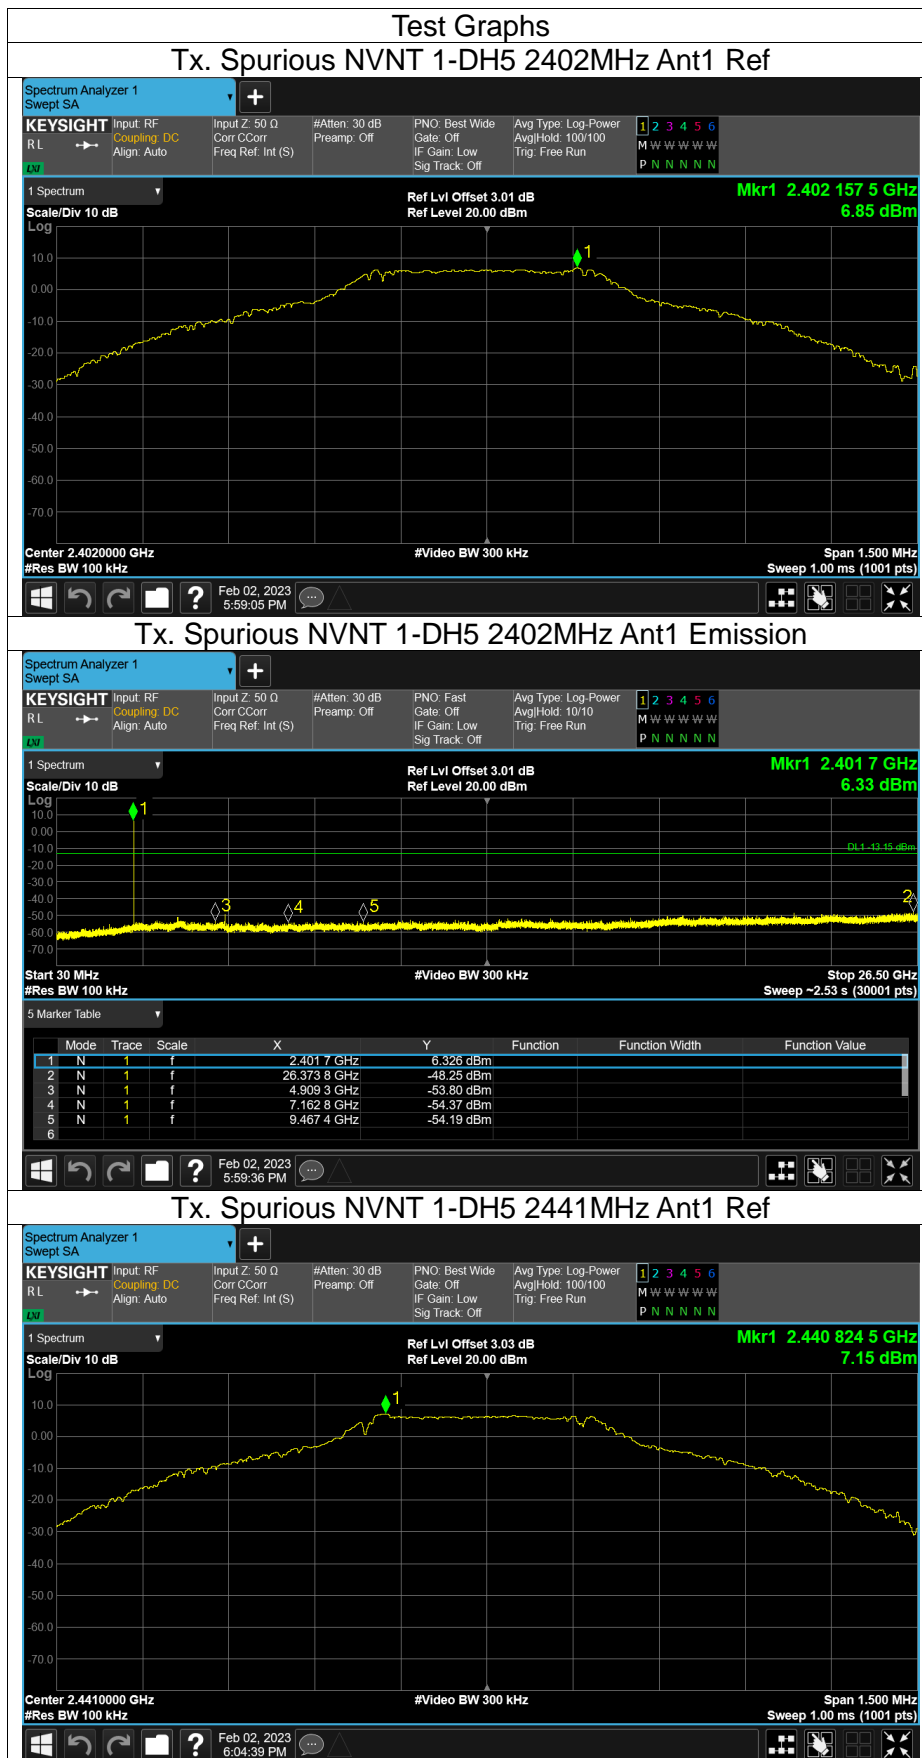 Test Graphs
Tx. Spurious NVNT 1-DH5 2402MHz Ant1 Ref
Spectrum Analyzer 1
Swept SA
KEYSIGHT Input: RF Input Z: 50 Ω #Atten: 30 dB PNO: Best Wide Avg Type: Log-Power 1 2 3 4 5 6
RL Coupling: DC Corr CCorr Preamp: Off Gate: Off Avg|Hold: 100/100 M W W W W W
Align: Auto Freq Ref: Int (S) IF Gain: Low Trig: Free Run
LXI Sig Track: Off P N N N N N
1 Spectrum Ref Lvl Offset 3.01 dB Mkr1 2.402 157 5 GHz
Scale/Div 10 dB Ref Level 20.00 dBm 6.85 dBm
Log
1
10.0
0.00
-10.0
-20.0
-30.0
-40.0
-50.0
-60.0
-70.0
Center 2.4020000 GHz #Video BW 300 kHz Span 1.500 MHz
#Res BW 100 kHz Sweep 1.00 ms (1001 pts)
? Feb 02, 2023
5:59:05 PM
Tx. Spurious NVNT 1-DH5 2402MHz Ant1 Emission
Spectrum Analyzer 1
Swept SA
KEYSIGHT Input: RF Input Z: 50 Ω #Atten: 30 dB PNO: Fast Avg Type: Log-Power 1 2 3 4 5 6
RL Coupling: DC Corr CCorr Preamp: Off Gate: Off Avg|Hold: 10/10 M W W W W W
Align: Auto Freq Ref: Int (S) IF Gain: Low Trig: Free Run
LXI Sig Track: Off P N N N N N
1 Spectrum Ref Lvl Offset 3.01 dB Mkr1 2.401 7 GHz
Scale/Div 10 dB Ref Level 20.00 dBm 6.33 dBm
Log
10.0 1
0.00
-10.0 DL1 -13.15 dBm
-20.0
-30.0
-40.0 3 4 5 2
-50.0
-60.0
-70.0
Start 30 MHz #Video BW 300 kHz Stop 26.50 GHz
#Res BW 100 kHz Sweep ~2.53 s (30001 pts)
5 Marker Table
Mode Trace Scale X Y Function Function Width Function Value
1 N 1 f 2.401 7 GHz 6.326 dBm
2 N 1 f 26.373 8 GHz -48.25 dBm
3 N 1 f 4.909 3 GHz -53.80 dBm
4 N 1 f 7.162 8 GHz -54.37 dBm
5 N 1 f 9.467 4 GHz -54.19 dBm
6
? Feb 02, 2023
5:59:36 PM
Tx. Spurious NVNT 1-DH5 2441MHz Ant1 Ref
Spectrum Analyzer 1
Swept SA
KEYSIGHT Input: RF Input Z: 50 Ω #Atten: 30 dB PNO: Best Wide Avg Type: Log-Power 1 2 3 4 5 6
RL Coupling: DC Corr CCorr Preamp: Off Gate: Off Avg|Hold: 100/100 M W W W W W
Align: Auto Freq Ref: Int (S) IF Gain: Low Trig: Free Run
LXI Sig Track: Off P N N N N N
1 Spectrum Ref Lvl Offset 3.03 dB Mkr1 2.440 824 5 GHz
Scale/Div 10 dB Ref Level 20.00 dBm 7.15 dBm
Log
1
10.0
0.00
-10.0
-20.0
-30.0
-40.0
-50.0
-60.0
-70.0
Center 2.4410000 GHz #Video BW 300 kHz Span 1.500 MHz
#Res BW 100 kHz Sweep 1.00 ms (1001 pts)
? Feb 02, 2023
6:04:39 PM